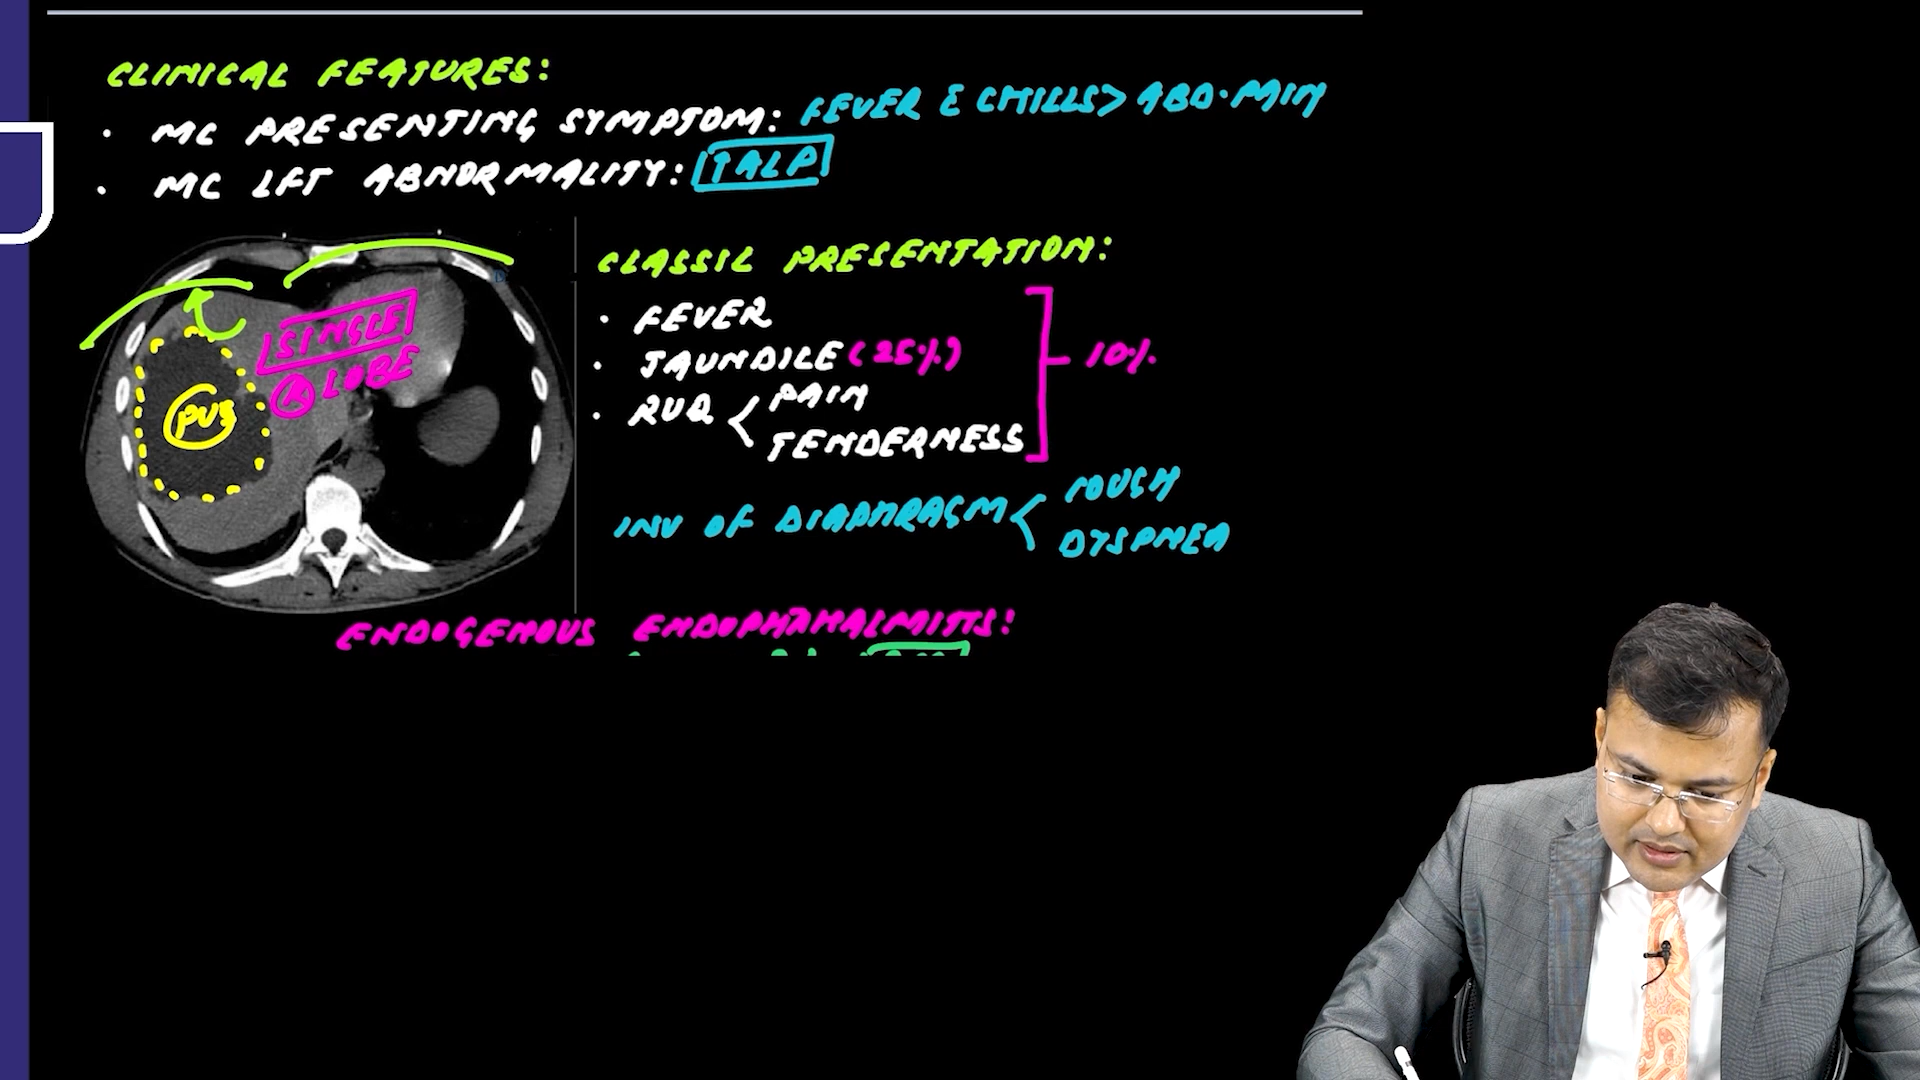 CLINICAL FEATURES:
• MC PRESENTING SYMPTOM: FEVER & CHILLS > ABD. PAIN
• MC LFT ABNORMALITY: ↑ALP
CLASSIC PRESENTATION:
• FEVER
• JAUNDICE (25%)
• RUQ < PAIN
TENDERNESS
10%
SINGLE
R LOBE
PUS
INV OF DIAPHRAGM < COUGH
DYSPNEA
ENDOGENOUS ENDOPHTHALMITIS: